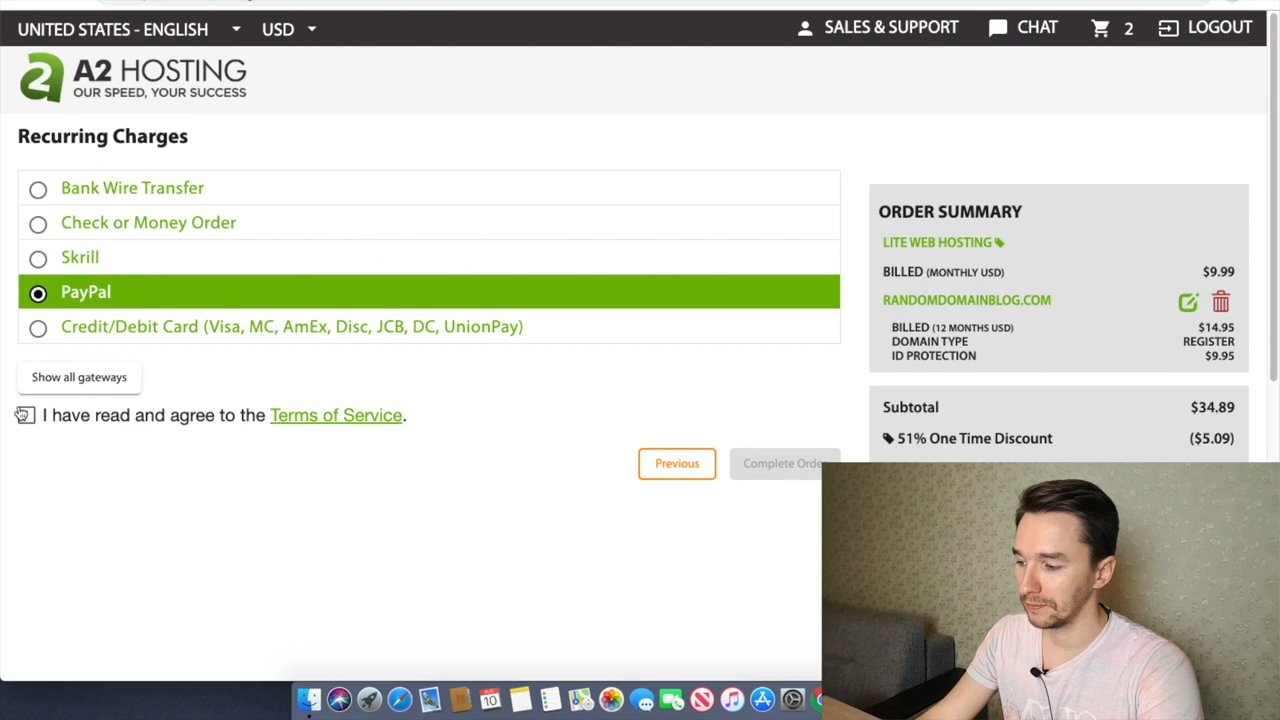 UNITED STATES - ENGLISH
USD
SALES & SUPPORT
CHAT
2
LOGOUT
A2 HOSTING
OUR SPEED, YOUR SUCCESS
Recurring Charges
Bank Wire Transfer
Check or Money Order
Skrill
PayPal
Credit/Debit Card (Visa, MC, AmEx, Disc, JCB, DC, UnionPay)
Show all gateways
I have read and agree to the Terms of Service.
Previous
Complete Orde
ORDER SUMMARY
LITE WEB HOSTING
BILLED (MONTHLY USD) $9.99
RANDOMDOMAINBLOG.COM
BILLED (12 MONTHS USD) $14.95
DOMAIN TYPE REGISTER
ID PROTECTION $9.95
Subtotal $34.89
51% One Time Discount ($5.09)
10